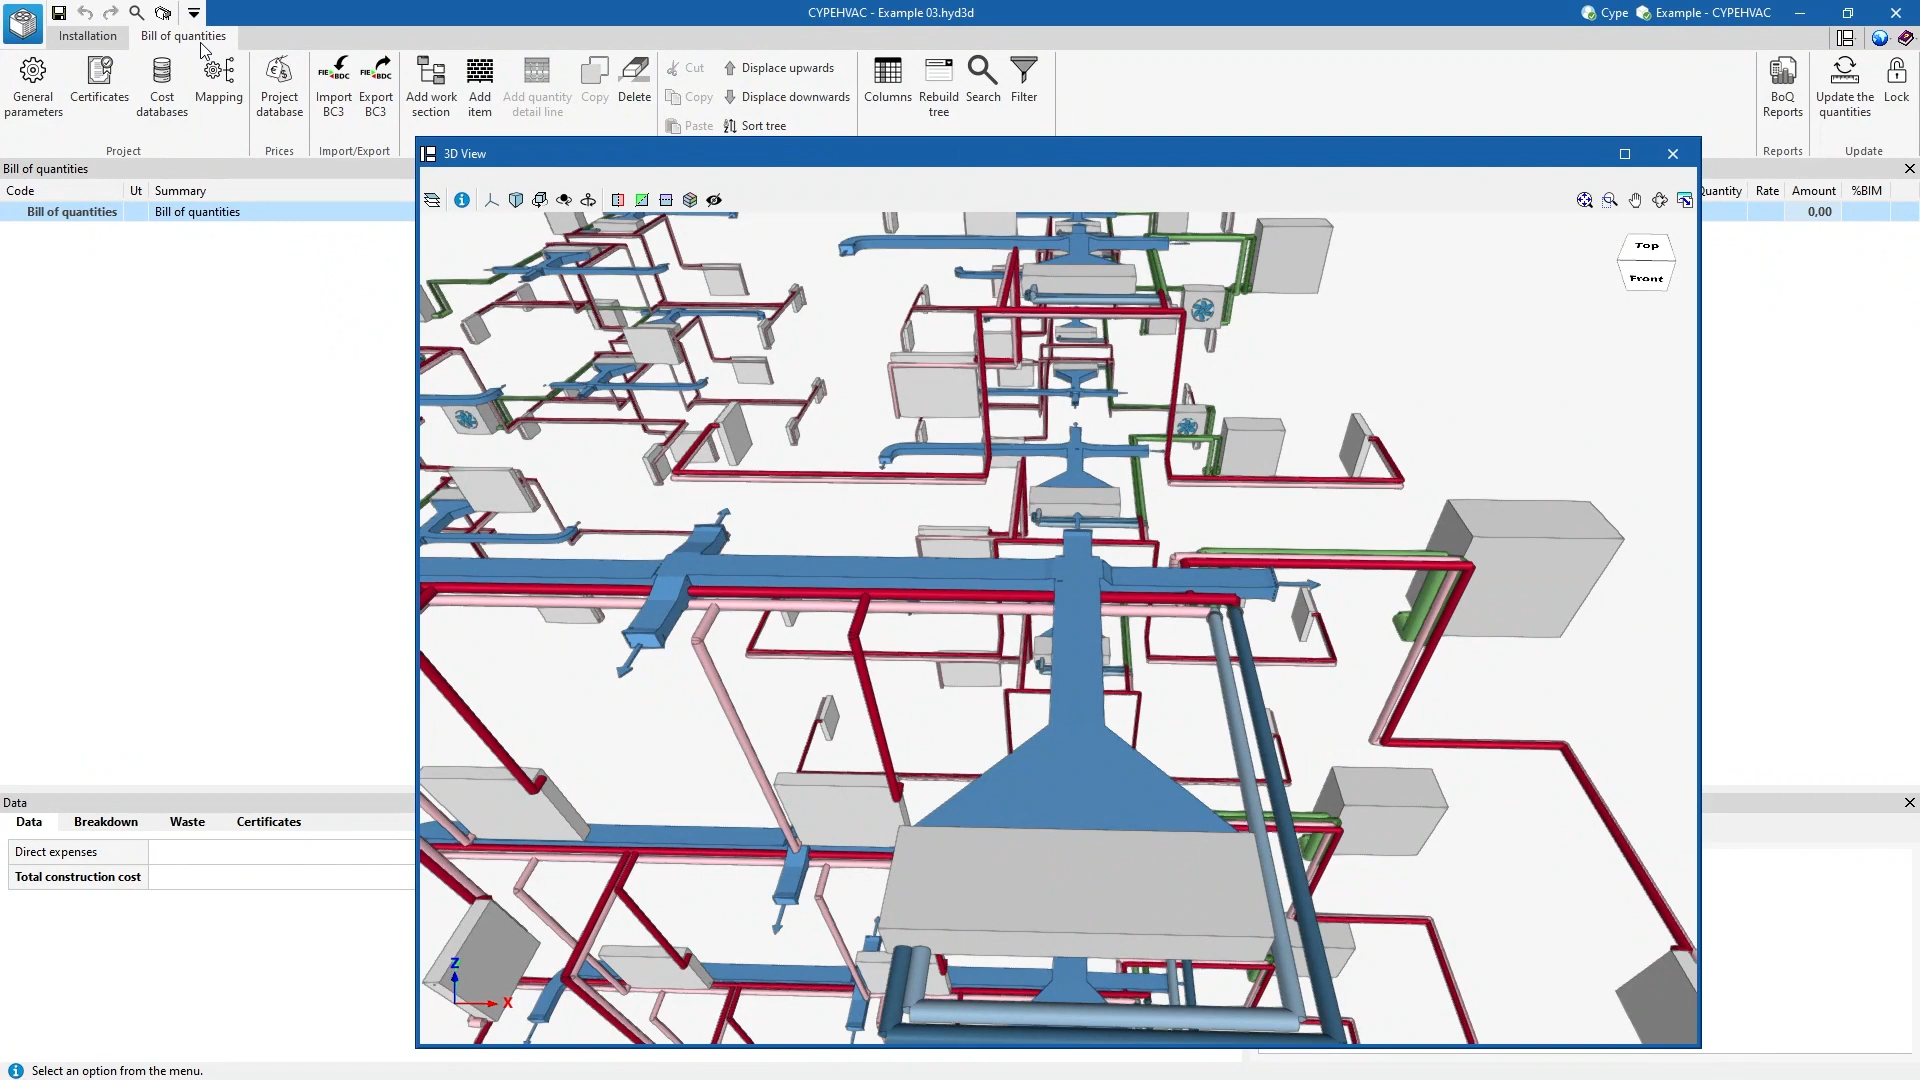 CYPEHVAC - Example 03.hyd3d
Cype
Example - CYPEHVAC
Installation
Bill of quantities
General parameters
Certificates
Cost databases
Mapping
Project
Project database
Prices
FIE BDC
Import BC3
FIE BDC
Export BC3
Import/Export
Add work section
Add item
Add quantity detail line
Copy
Delete
Cut
Copy
Paste
Displace upwards
Displace downwards
Sort tree
Columns
Rebuild tree
Search
Filter
BoQ Reports
Reports
Update the quantities
Lock
Update
Bill of quantities
Code
Ut
Summary
Quantity
Rate
Amount
%BIM
Bill of quantities
Bill of quantities
0,00
3D View
Top
Front
Z
X
Data
Data
Breakdown
Waste
Certificates
Direct expenses
Total construction cost
Select an option from the menu.